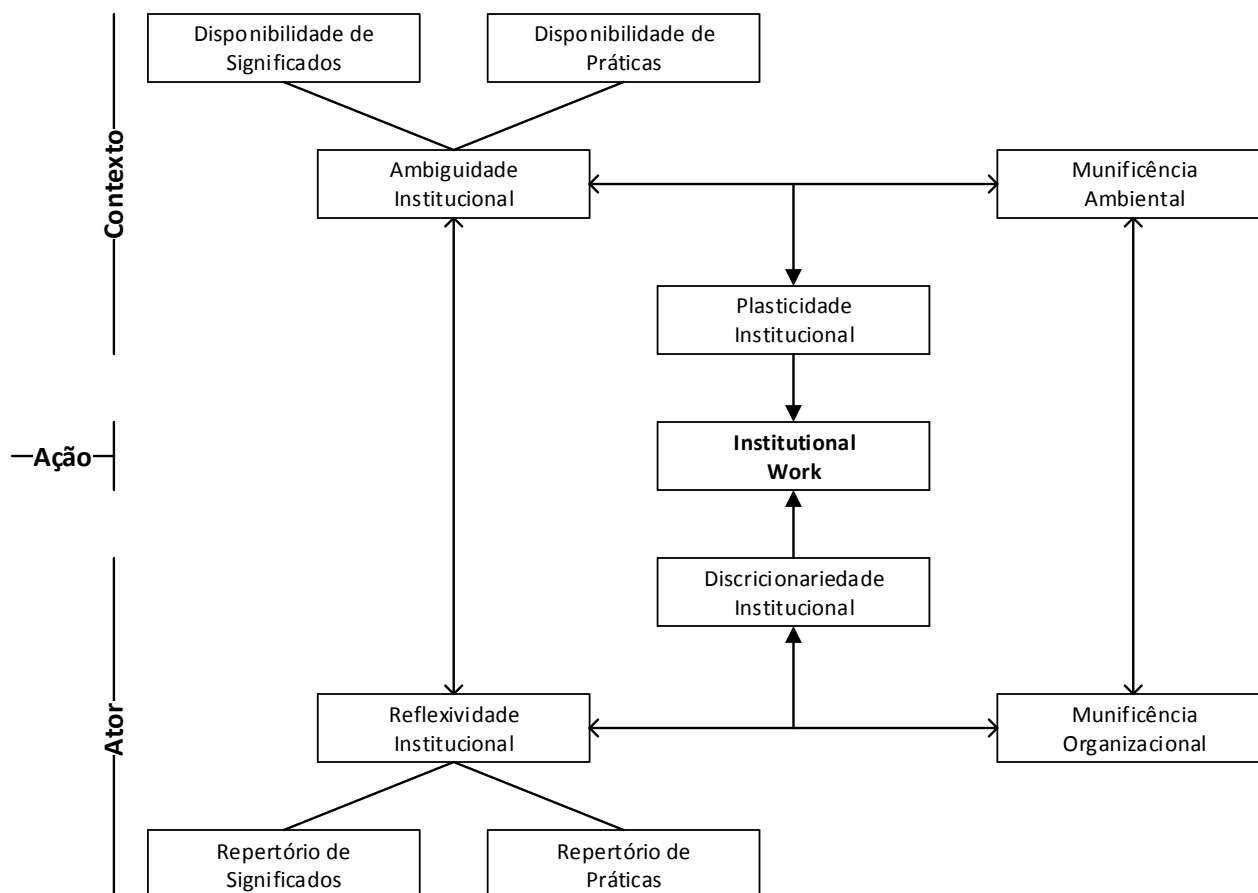 Disponibilidade de
Significados
Disponibilidade de
Práticas
Contexto
Ambiguidade
Institucional
Munificência
Ambiental
Plasticidade
Institucional
Ação
Institutional
Work
Discricionariedade
Institucional
Ator
Reflexividade
Institucional
Munificência
Organizacional
Repertório de
Significados
Repertório de
Práticas